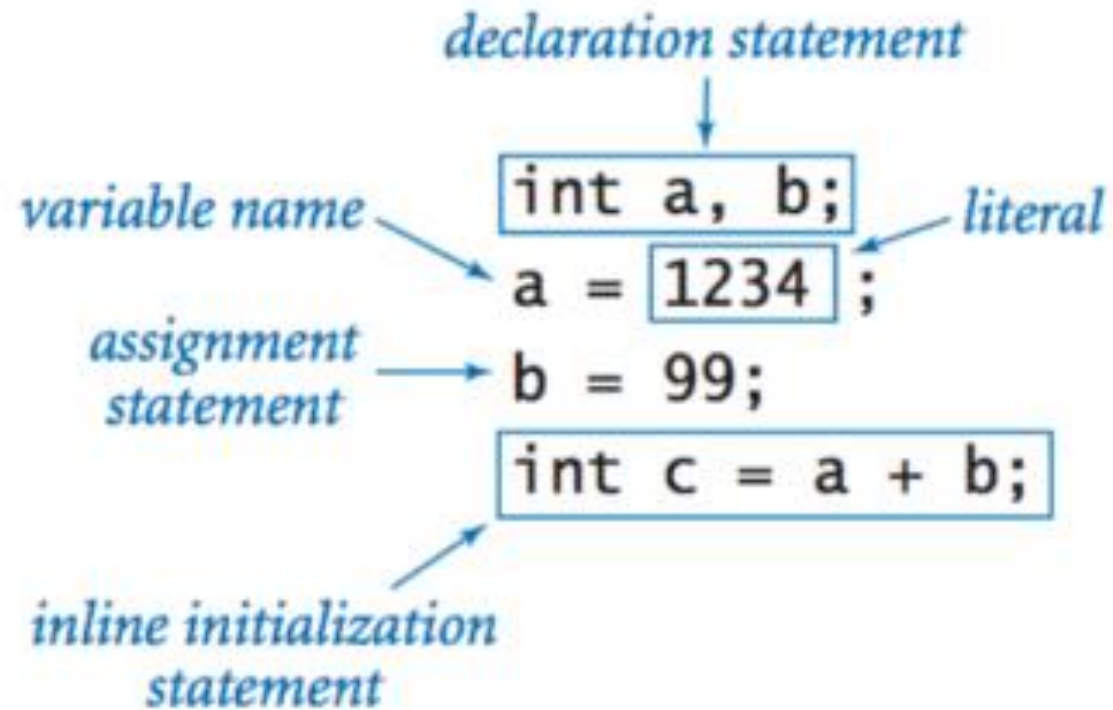 declaration statement
int a, b;
variable name
literal
a = 1234 ;
assignment
statement
b = 99;
int c = a + b;
inline initialization
statement